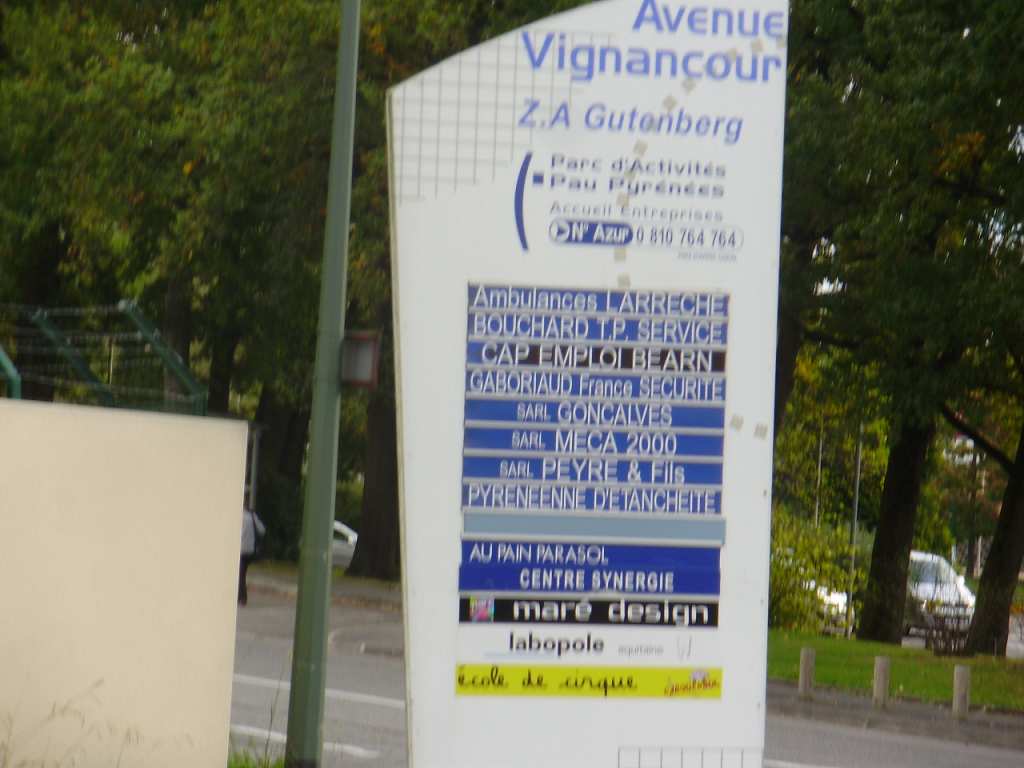 Avenue
Vignancour
Z.A Gutenberg
Parc d'Activités
Pau Pyrénées
Accueil Entreprises
N° Azur 0 810 764 764
Ambulances LARRECHE
BOUCHARD T.P. SERVICE
CAP EMPLOI BEARN
GABORIAUD France SECURITE
SARL GONCALVES
SARL MECA 2000
SARL PEYRE & Fils
PYRENEENNE D'ETANCHEITE
AU PAIN PARASOL
CENTRE SYNERGIE
maré design
labopole aquitaine
école de cirque